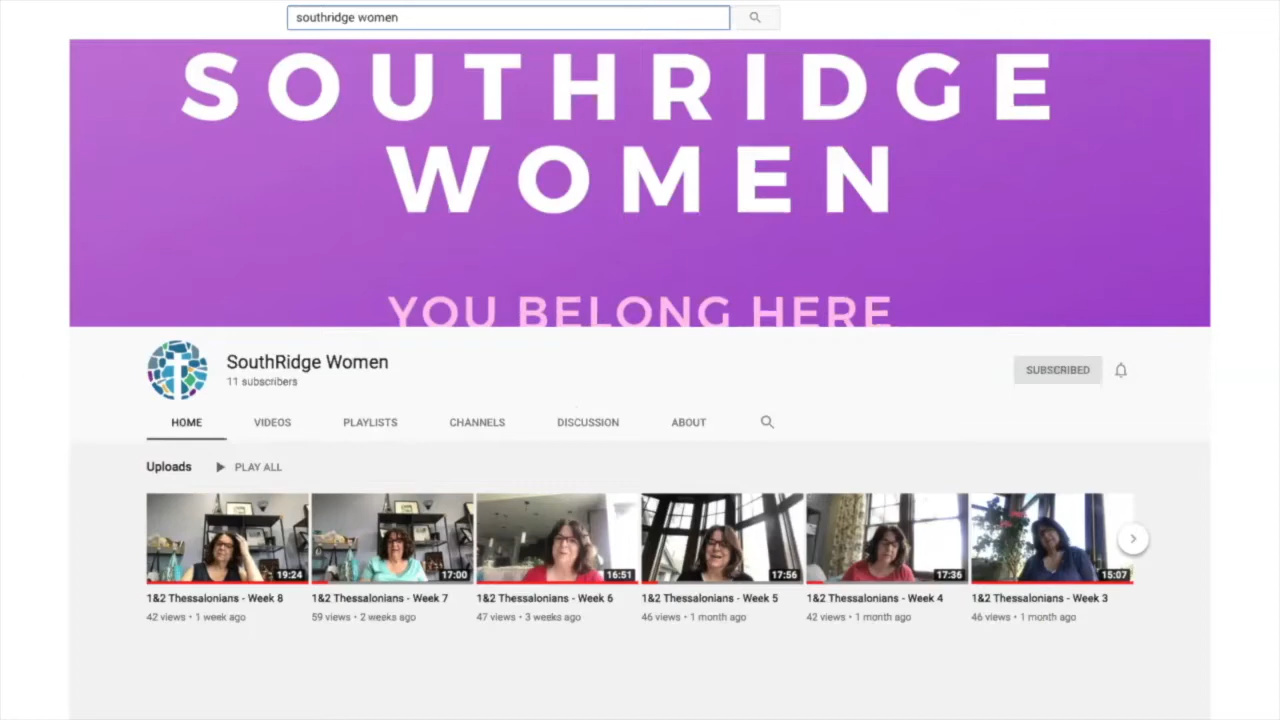 southridge women
SOUTHRIDGE
WOMEN
YOU BELONG HERE
SouthRidge Women
11 subscribers
SUBSCRIBED
HOME VIDEOS PLAYLISTS CHANNELS DISCUSSION ABOUT
Uploads PLAY ALL
19:24 17:00 16:51 17:56 17:36 15:07
1&2 Thessalonians - Week 8 1&2 Thessalonians - Week 7 1&2 Thessalonians - Week 6 1&2 Thessalonians - Week 5 1&2 Thessalonians - Week 4 1&2 Thessalonians - Week 3
42 views • 1 week ago 59 views • 2 weeks ago 47 views • 3 weeks ago 46 views • 1 month ago 42 views • 1 month ago 46 views • 1 month ago